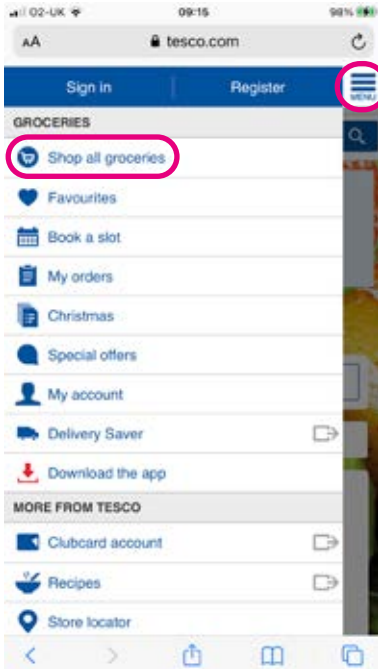 O2-UK 09:15 98%
AA tesco.com
Sign in Register MENU
GROCERIES
Shop all groceries
Favourites
Book a slot
My orders
Christmas
Special offers
My account
Delivery Saver
Download the app
MORE FROM TESCO
Clubcard account
Recipes
Store locator